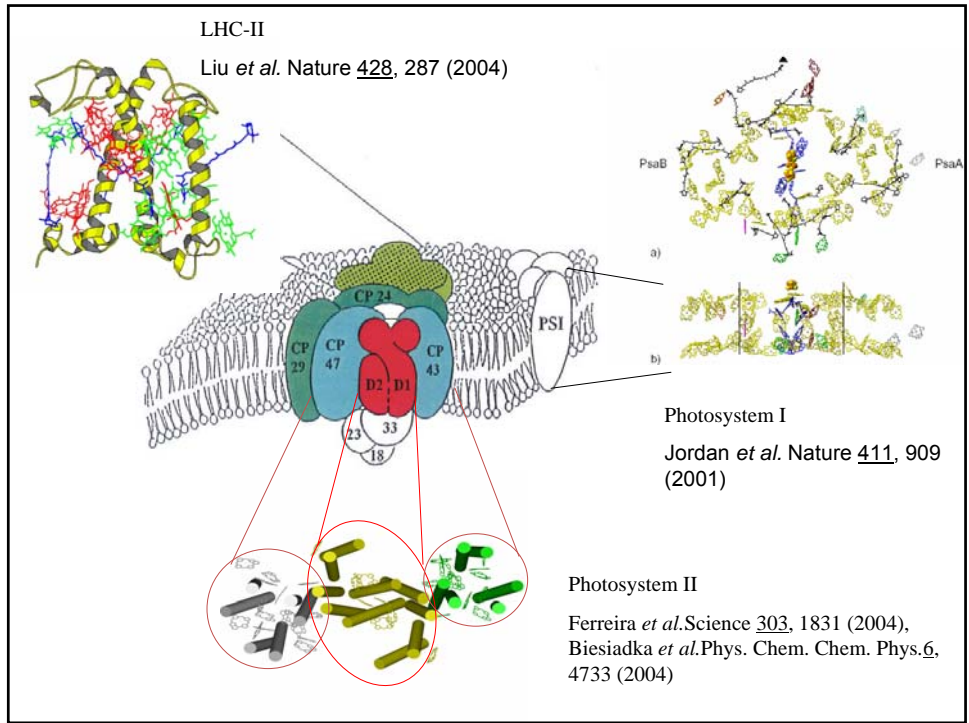 LHC-II
Liu et al. Nature 428, 287 (2004)
PsaB
PsaA
a)
b)
CP 24
CP
29
CP
47
D2
D1
CP
43
PSI
33
23
18
Photosystem I
Jordan et al. Nature 411, 909
(2001)
Photosystem II
Ferreira et al.Science 303, 1831 (2004),
Biesiadka et al.Phys. Chem. Chem. Phys.6,
4733 (2004)